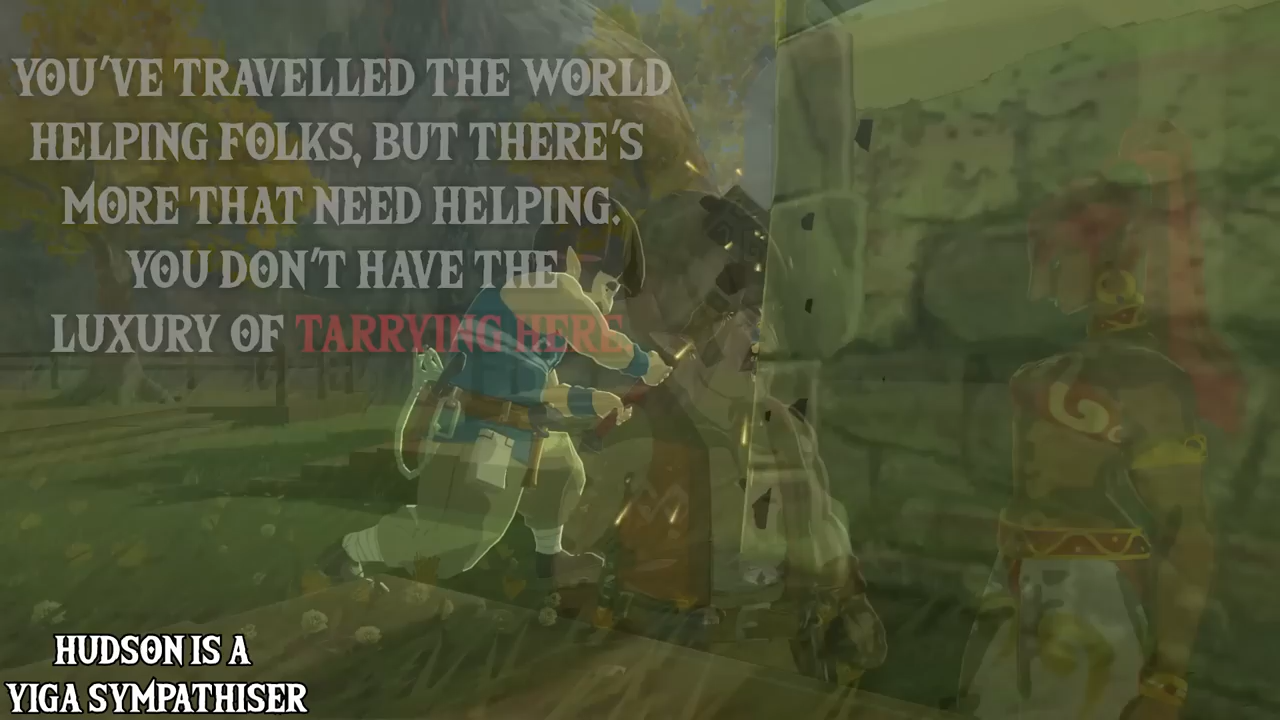 YOU'VE TRAVELLED THE WORLD
HELPING FOLKS, BUT THERE'S
MORE THAT NEED HELPING.
YOU DON'T HAVE THE
LUXURY OF TARRYING HERE.
HUDSON IS A
YIGA SYMPATHISER